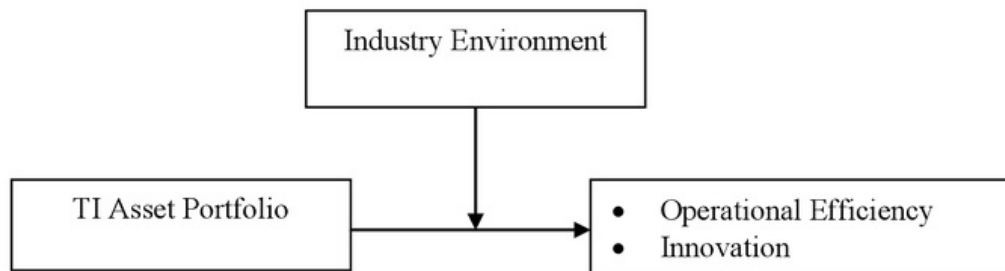 Industry Environment
TI Asset Portfolio
• Operational Efficiency
• Innovation